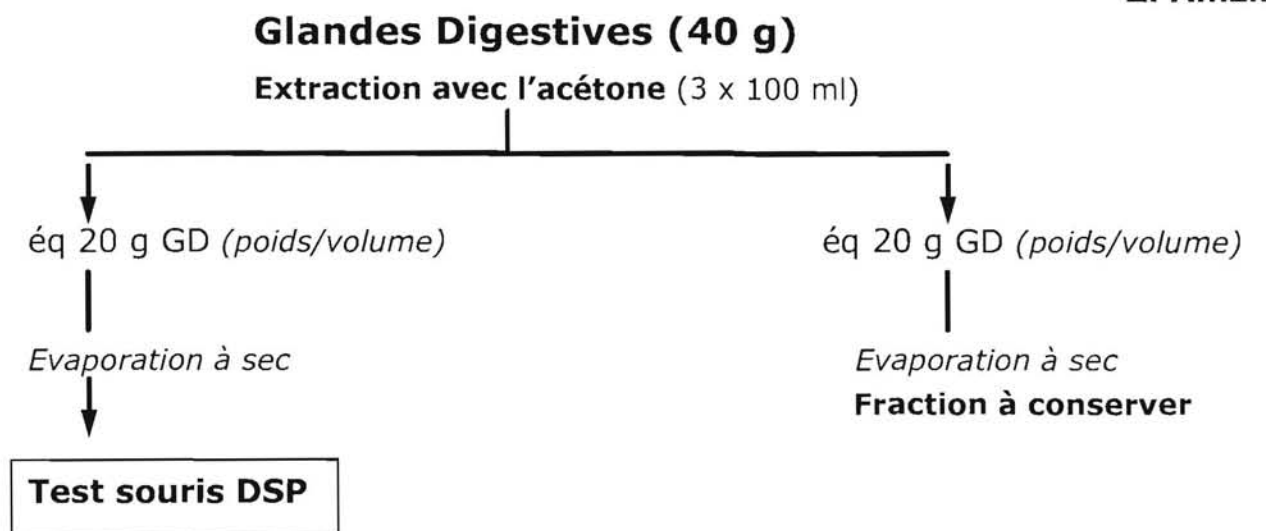 Glandes Digestives (40 g)
Extraction avec l'acétone (3 x 100 ml)
éq 20 g GD (poids/volume)
éq 20 g GD (poids/volume)
Evaporation à sec
Evaporation à sec
Fraction à conserver
Test souris DSP